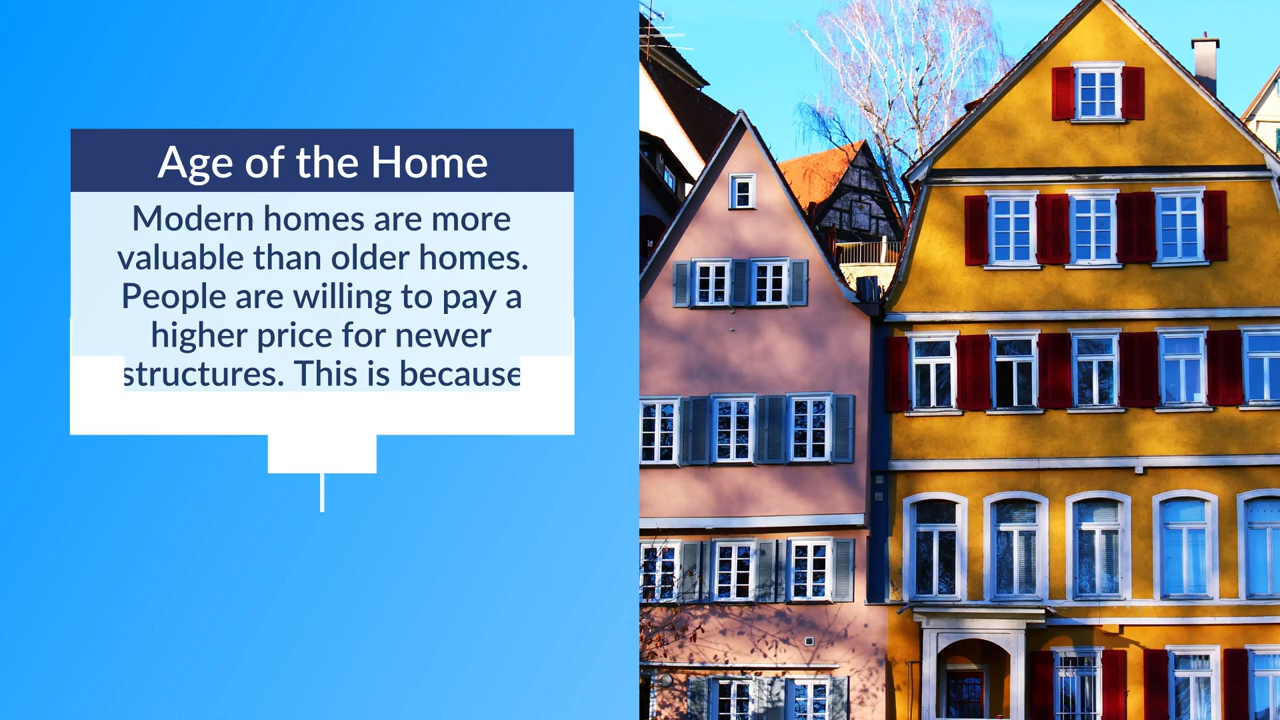 Age of the Home
Modern homes are more
valuable than older homes.
People are willing to pay a
higher price for newer
structures. This is because